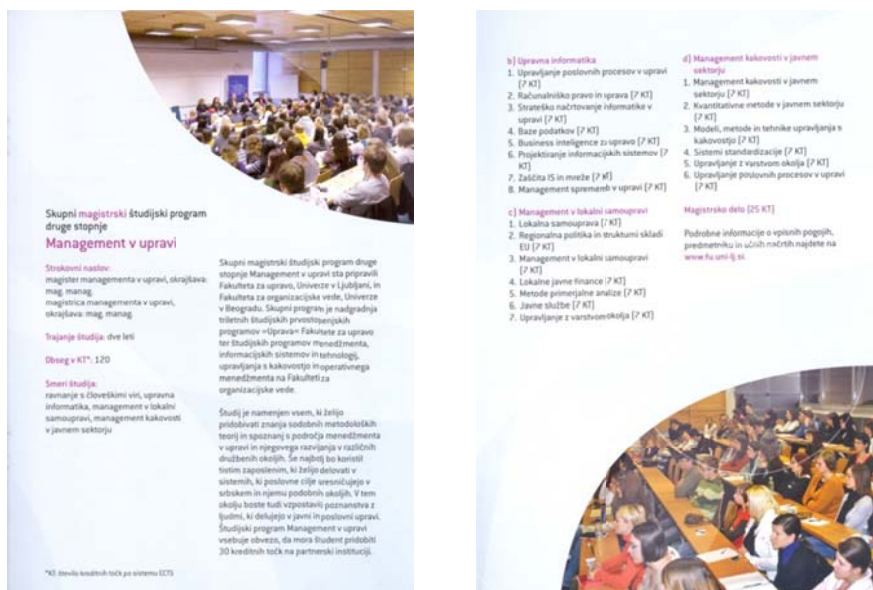 Skupni magistrski študijski program
druge stopnje
Management v upravi
Strokovni naslov:
magister managementa v upravi, okrajšava:
mag. manag.
magistrica managementa v upravi,
okrajšava: mag. manag.
Trajanje študija: dve leti
Obseg v KT*: 120
Smeri študija:
ravnanje s človeškimi viri, upravna
informatika, management v lokalni
samoupravi, management kakovosti
v javnem sektorju
Skupni magistrski študijski program druge
stopnje Management v upravi sta pripravili
Fakulteta za upravo, Univerze v Ljubljani, in
Fakulteta za organizacijske vede, Univerze
v Beogradu. Skupni program je nadgradnja
triletnih študijskih prvostopenjskih
programov »Uprava« Fakultete za upravo
ter študijskih programov menedžmenta,
informacijskih sistemov in tehnologij,
upravljanja s kakovostjo in operativnega
menedžmenta na Fakulteti za
organizacijske vede.
Študij je namenjen vsem, ki želijo
pridobivati znanja sodobnih metodoloških
teorij in spoznanj s področja menedžmenta
v upravi in njegovega razvijanja v različnih
družbenih okoljih. Še najbolj bo koristil
tistim zaposlenim, ki želijo delovati v
sistemih, ki poslovne cilje uresničujejo v
srbskem in njemu podobnih okoljih. V tem
okolju boste tudi vzpostavili poznanstva z
ljudmi, ki delujejo v javni in poslovni upravi.
Študijski program Management v upravi
vsebuje obvezo, da mora študent pridobiti
30 kreditnih točk na partnerski instituciji.
*KT: število kreditnih točk po sistemu ECTS
b) Upravna informatika
1. Upravljanje poslovnih procesov v upravi
(7 KT)
2. Računalniško pravo in uprava (7 KT)
3. Strateško načrtovanje informatike v
upravi (7 KT)
4. Baze podatkov (7 KT)
5. Business inteligence za upravo (7 KT)
6. Projektiranje informacijskih sistemov (7
KT)
7. Zaščita IS in mreže (7 KT)
8. Management sprememb v upravi (7 KT)
c) Management v lokalni samoupravi
1. Lokalna samouprava (7 KT)
2. Regionalna politika in strukturni skladi
EU (7 KT)
3. Management v lokalni samoupravi
(7 KT)
4. Lokalne javne finance (7 KT)
5. Metode primerjalne analize (7 KT)
6. Javne službe (7 KT)
7. Upravljanje z varstvom okolja (7 KT)
d) Management kakovosti v javnem
sektorju
1. Management kakovosti v javnem
sektorju (7 KT)
2. Kvantitativne metode v javnem sektorju
(7 KT)
3. Modeli, metode in tehnike upravljanja s
kakovostjo (7 KT)
4. Sistemi standardizacije (7 KT)
5. Upravljanje z varstvom okolja (7 KT)
6. Upravljanje poslovnih procesov v upravi
(7 KT)
Magistrsko delo (25 KT)
Podrobne informacije o vpisnih pogojih,
predmetniku in učnih načrtih najdete na
www.fu.uni-lj.si.